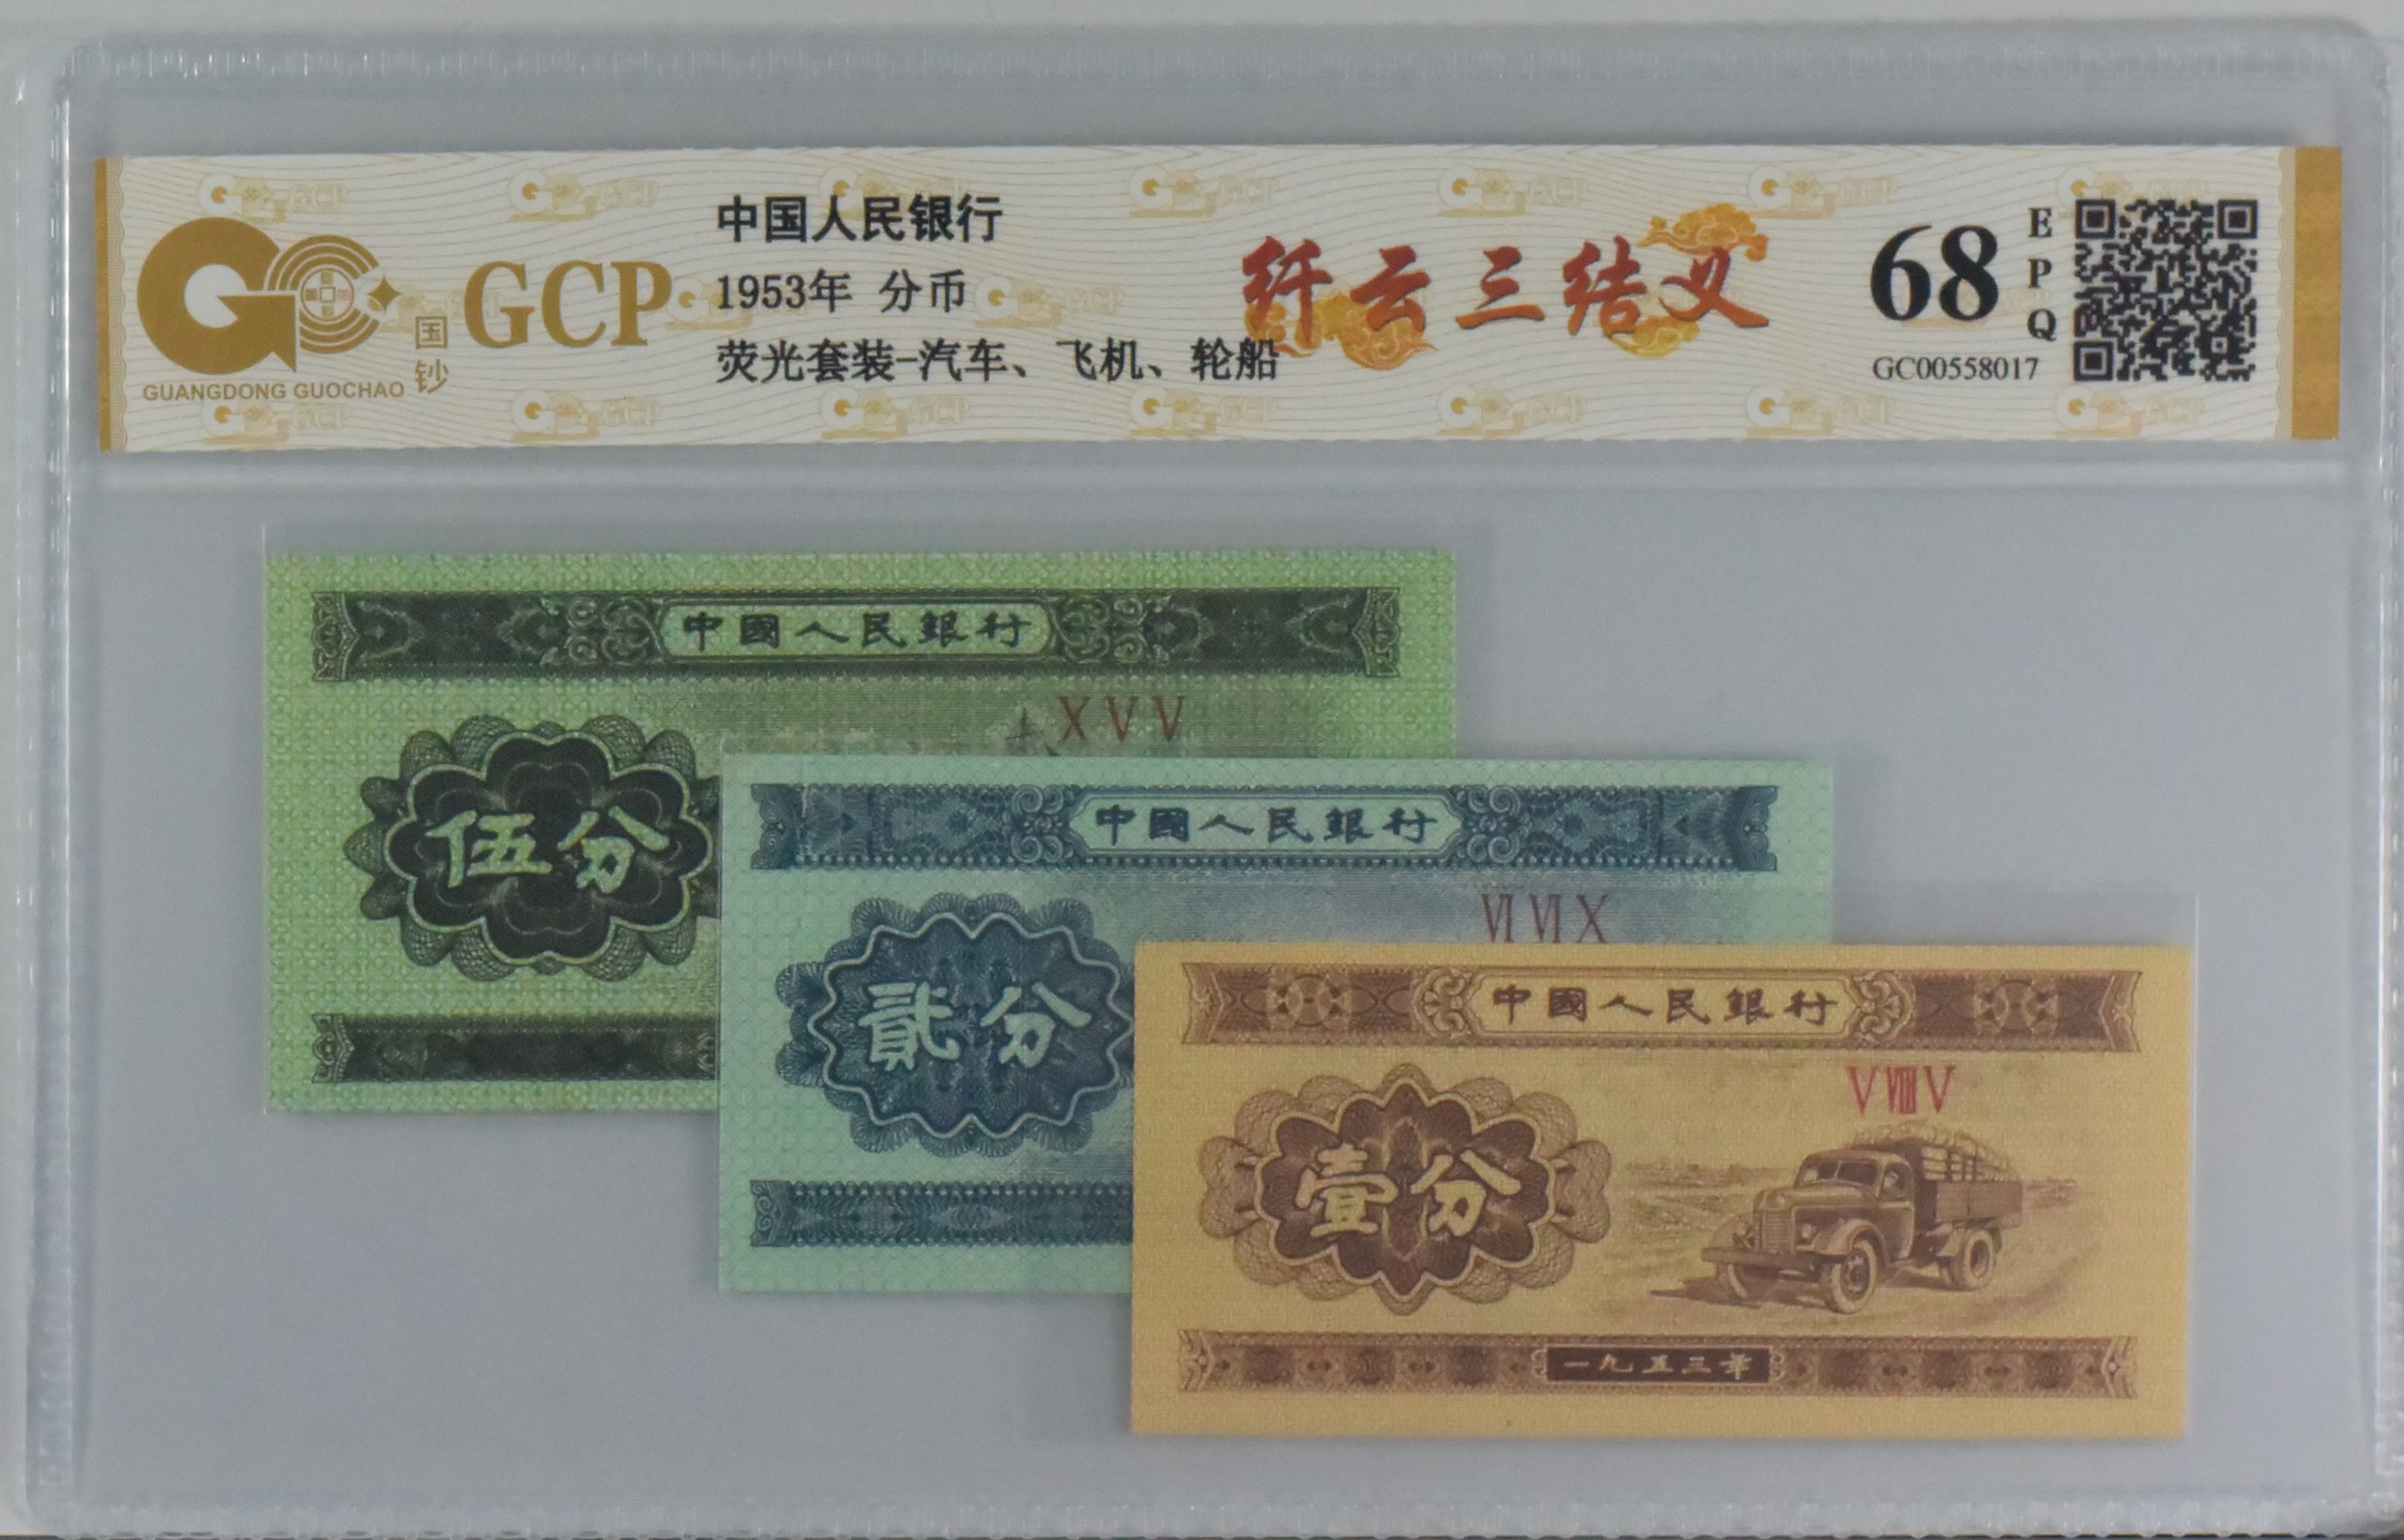 中国人民银行
1953年 分币
荧光套装-汽车、飞机、轮船
GCP
国钞
GUANGDONG GUOCHAO
纤云三结义
68
EPQ
GC00558017
中國人民銀行
XVV
伍分
中國人民銀行
VI VI X
貳分
中國人民銀行
V VIII V
壹分
一九五三年